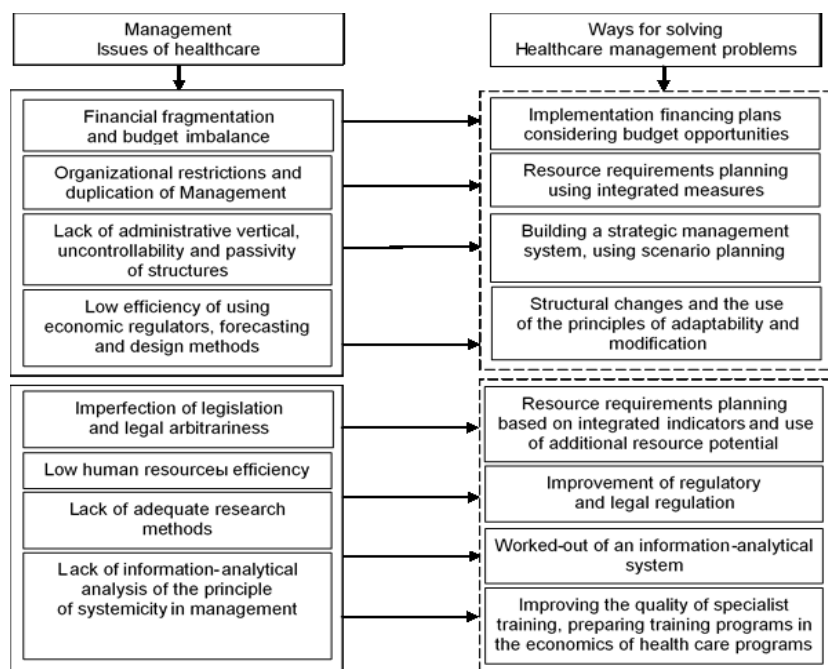 Management
Issues of healthcare
Ways for solving
Healthcare management problems
Financial fragmentation
and budget imbalance
Implementation financing plans
considering budget opportunities
Organizational restrictions and
duplication of Management
Resource requirements planning
using integrated measures
Lack of administrative vertical,
uncontrollability and passivity
of structures
Building a strategic management
system, using scenario planning
Low efficiency of using
economic regulators, forecasting
and design methods
Structural changes and the use
of the principles of adaptability and
modification
Imperfection of legislation
and legal arbitrariness
Resource requirements planning
based on integrated indicators and use
of additional resource potential
Low human resourceы efficiency
Improvement of regulatory
and legal regulation
Lack of adequate research
methods
Worked-out of an information-analytical
system
Lack of information-analytical
analysis of the principle
of systemicity in management
Improving the quality of specialist
training, preparing training programs in
the economics of health care programs